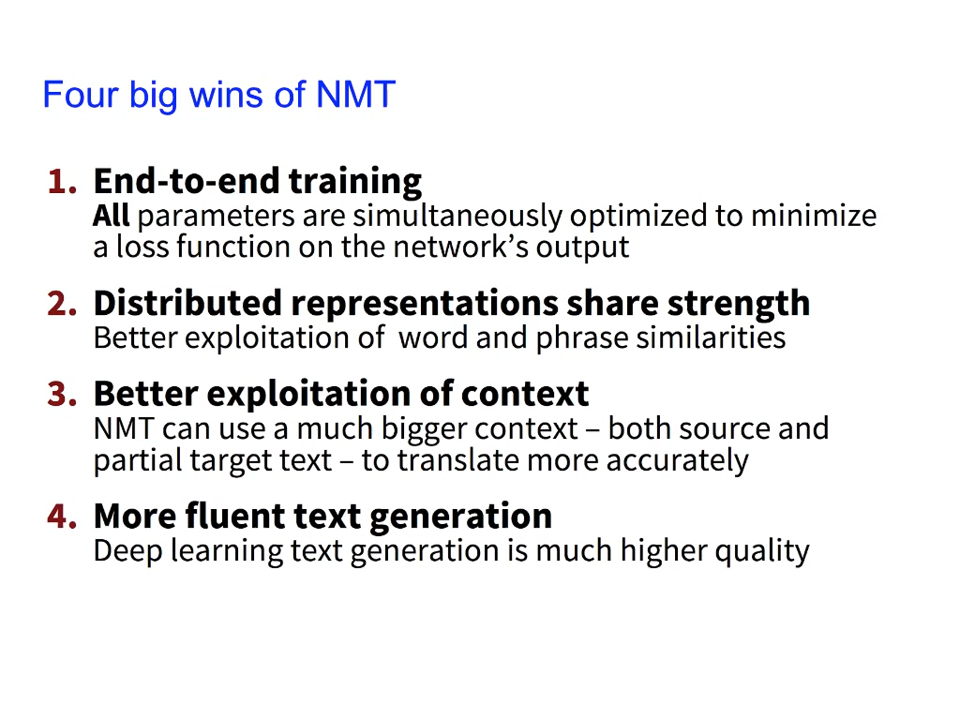 Four big wins of NMT
1. End-to-end training
All parameters are simultaneously optimized to minimize
a loss function on the network’s output
2. Distributed representations share strength
Better exploitation of  word and phrase similarities
3. Better exploitation of context
NMT can use a much bigger context – both source and
partial target text – to translate more accurately
4. More fluent text generation
Deep learning text generation is much higher quality